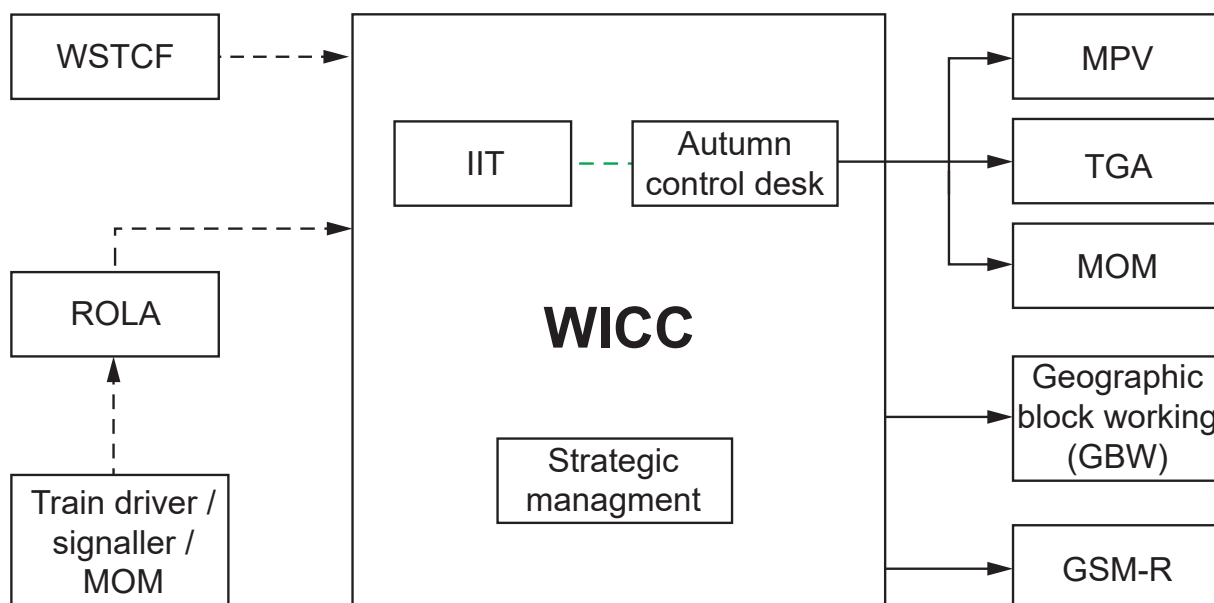 WSTCF
ROLA
Train driver /
signaller /
MOM
IIT
Autumn
control desk
WICC
Strategic
managment
MPV
TGA
MOM
Geographic
block working
(GBW)
GSM-R